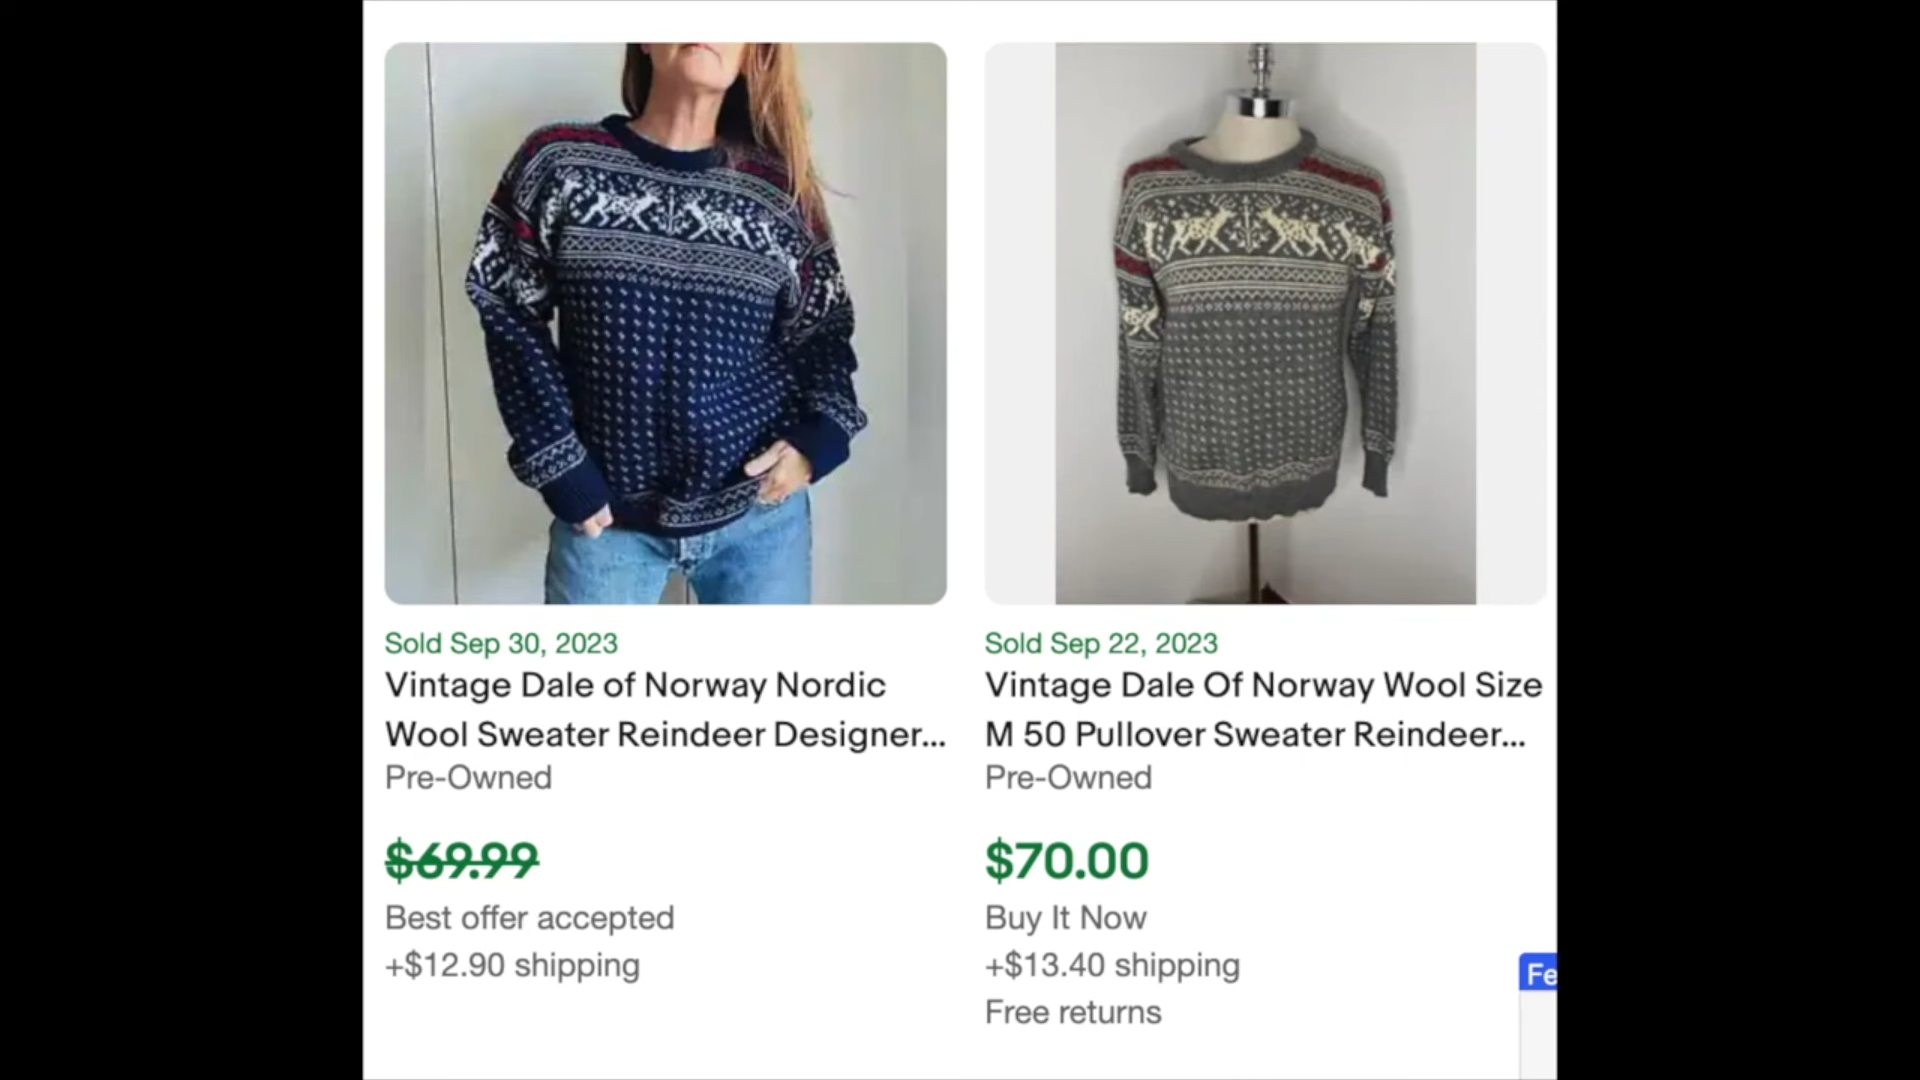 Sold Sep 30, 2023
Vintage Dale of Norway Nordic
Wool Sweater Reindeer Designer...
Pre-Owned
$69.99
Best offer accepted
+$12.90 shipping
Sold Sep 22, 2023
Vintage Dale Of Norway Wool Size
M 50 Pullover Sweater Reindeer...
Pre-Owned
$70.00
Buy It Now
+$13.40 shipping
Free returns
Fe